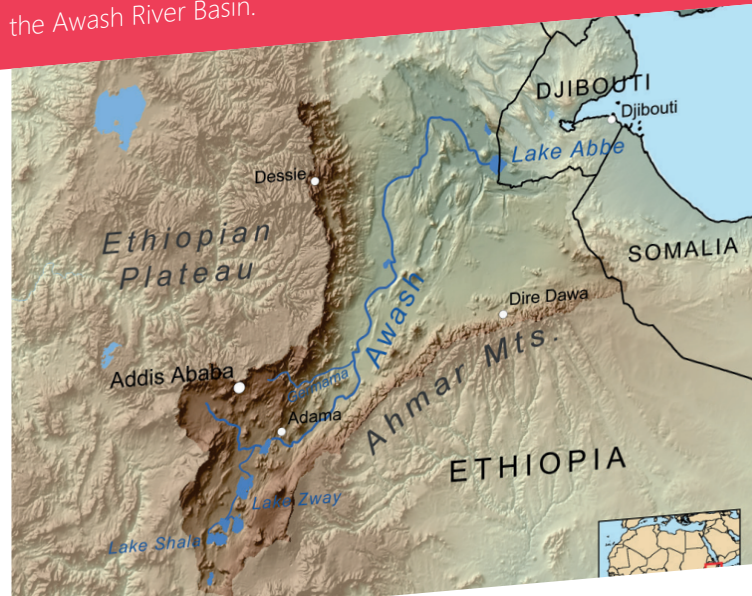 the Awash River Basin.
DJIBOUTI
Djibouti
Lake Abbe
Dessie
Ethiopian
Plateau
SOMALIA
Awash
Dire Dawa
Addis Ababa
Ahmar Mts.
Germama
Adama
ETHIOPIA
Lake Zway
Lake Shala